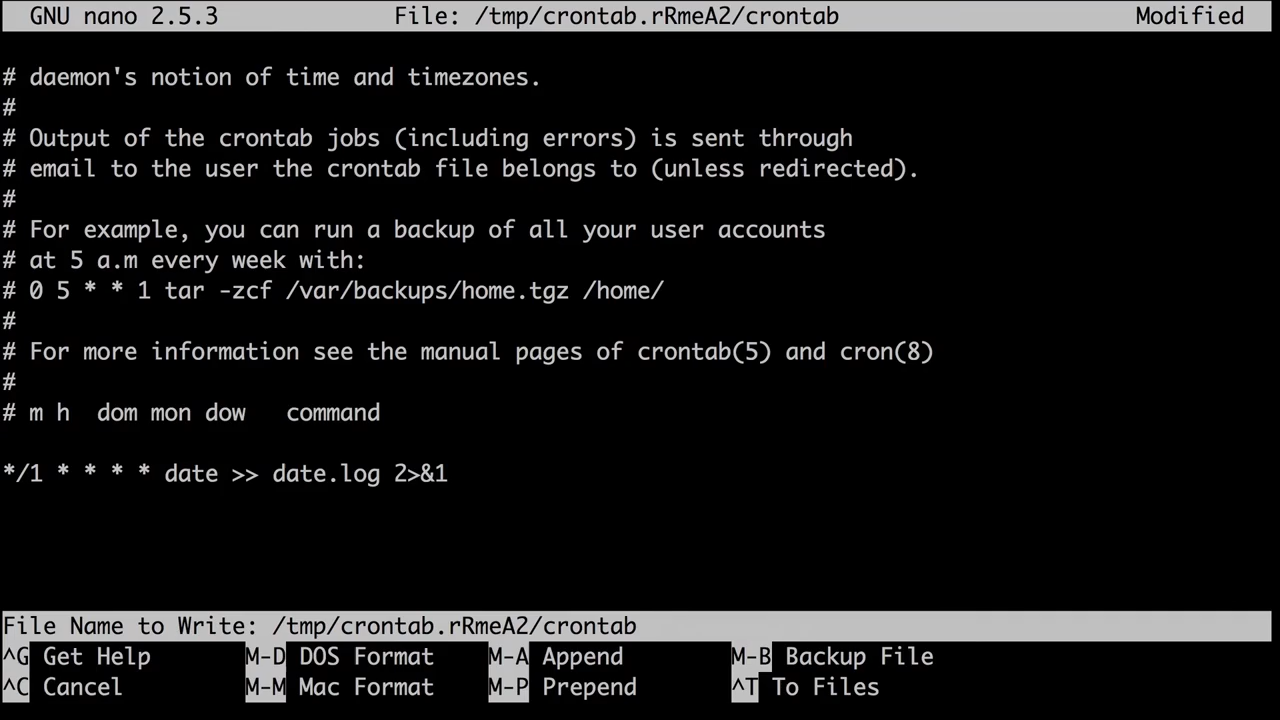 GNU nano 2.5.3 File: /tmp/crontab.rRmeA2/crontab Modified
# daemon's notion of time and timezones.
#
# Output of the crontab jobs (including errors) is sent through
# email to the user the crontab file belongs to (unless redirected).
#
# For example, you can run a backup of all your user accounts
# at 5 a.m every week with:
# 0 5 * * 1 tar -zcf /var/backups/home.tgz /home/
#
# For more information see the manual pages of crontab(5) and cron(8)
#
# m h  dom mon dow   command
*/1 * * * * date >> date.log 2>&1
File Name to Write: /tmp/crontab.rRmeA2/crontab
^G Get Help M-D DOS Format M-A Append M-B Backup File
^C Cancel M-M Mac Format M-P Prepend ^T To Files